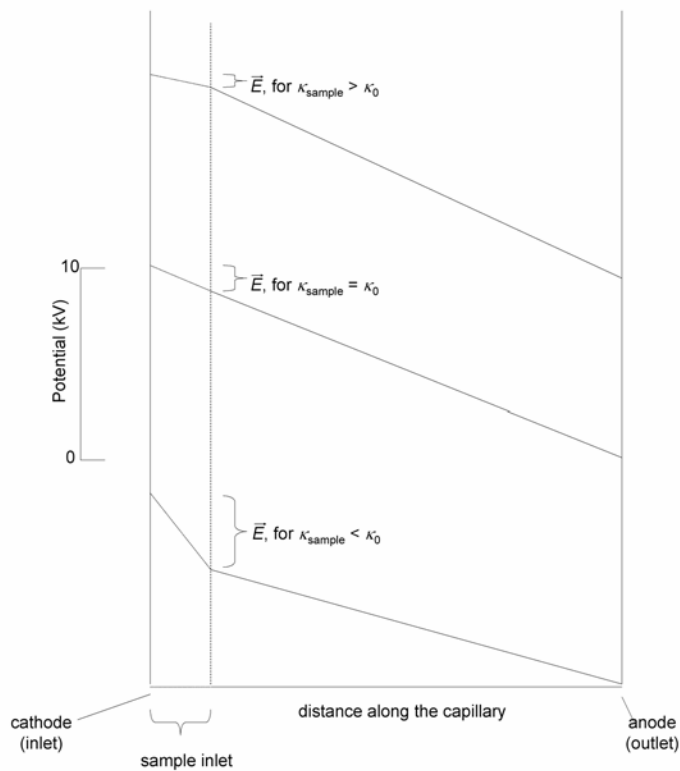 E⃗, for κsample > κ0
10
E⃗, for κsample = κ0
Potential (kV)
0
E⃗, for κsample < κ0
distance along the capillary
cathode
(inlet)
anode
(outlet)
sample inlet